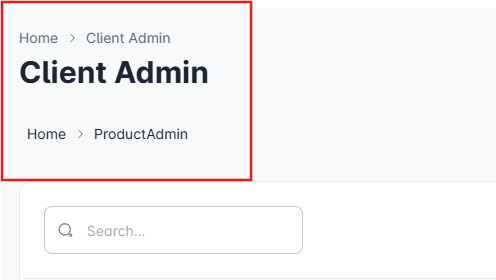 Home > Client Admin
Client Admin
Home > ProductAdmin
Search...